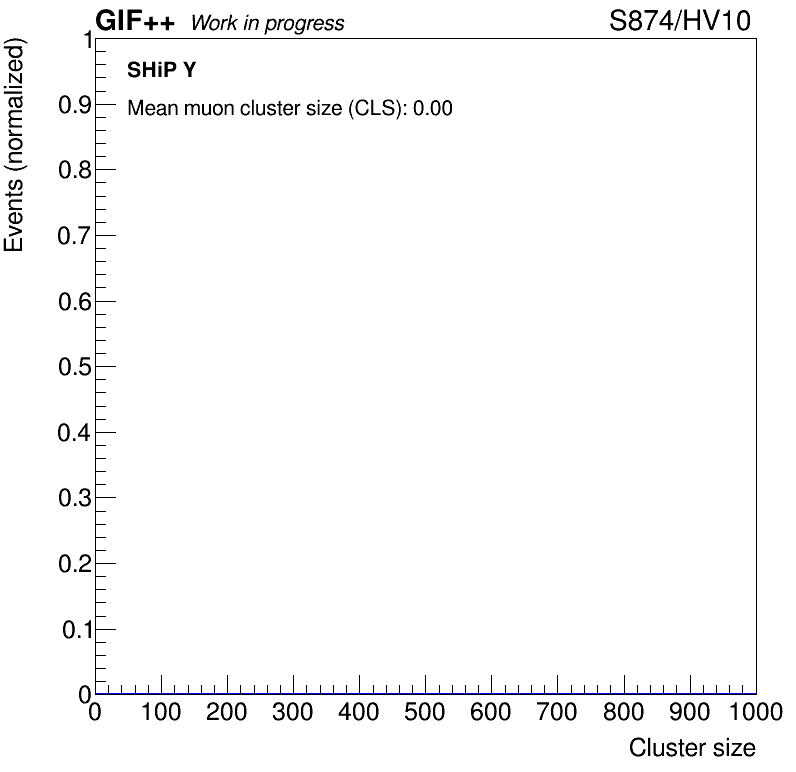 GIF++ Work in progress S874/HV10
SHiP Y
Mean muon cluster size (CLS): 0.00
Events (normalized)
1
0.9
0.8
0.7
0.6
0.5
0.4
0.3
0.2
0.1
0
0 100 200 300 400 500 600 700 800 900 1000
Cluster size